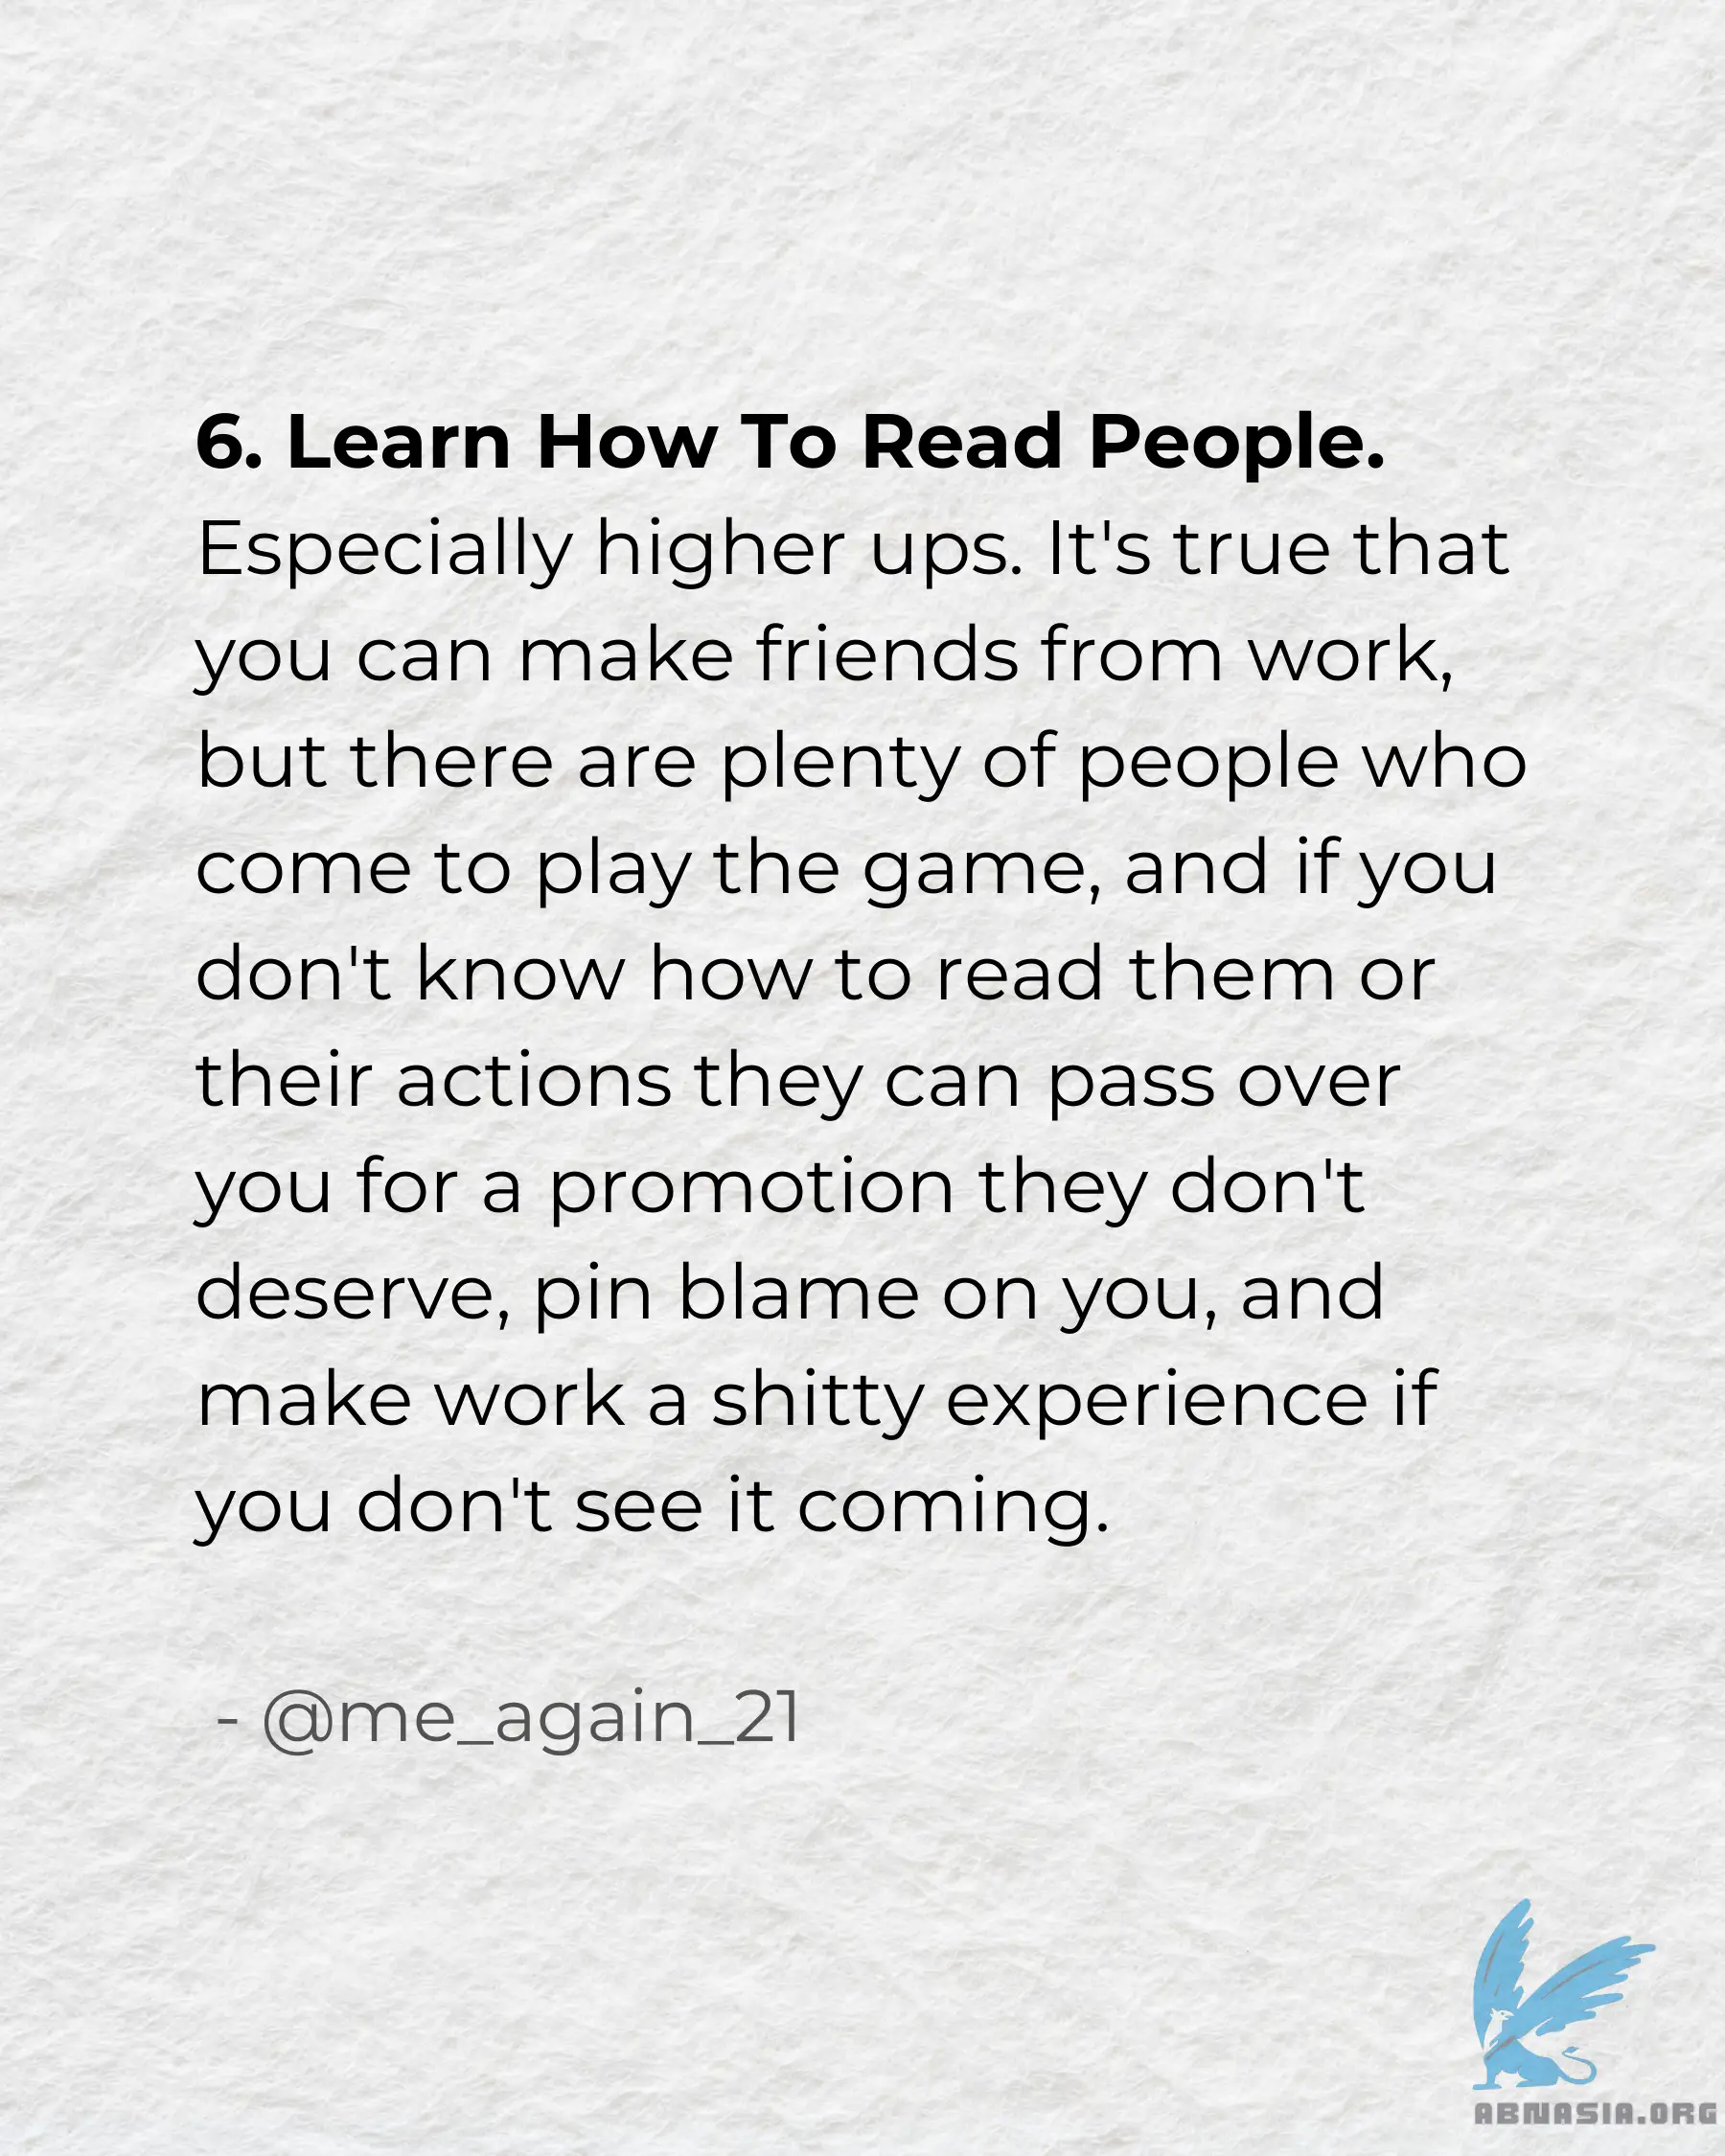 6. Learn How To Read People.
Especially higher ups. It's true that
you can make friends from work,
but there are plenty of people who
come to play the game, and if you
don't know how to read them or
their actions they can pass over
you for a promotion they don't
deserve, pin blame on you, and
make work a shitty experience if
you don't see it coming.
- @me_again_21
ABNASIA.ORG